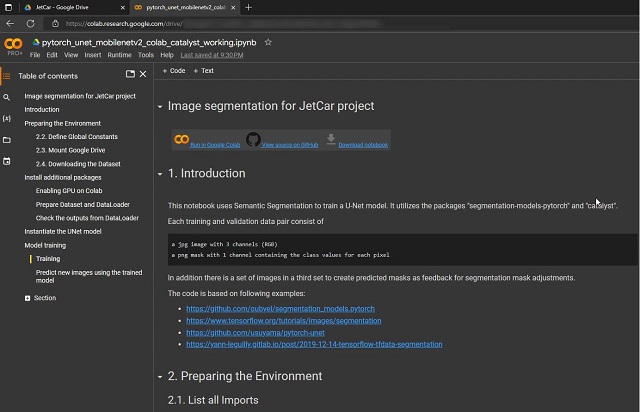 JetCar - Google Drive
pytorch_unet_mobilenetv2_colab
https://colab.research.google.com/drive/
pytorch_unet_mobilenetv2_colab_catalyst_working.ipynb
PRO+
File Edit View Insert Runtime Tools Help Last saved at 9:30PM
Table of contents
+ Code + Text
Image segmentation for JetCar project
Introduction
Preparing the Environment
2.2. Define Global Constants
2.3. Mount Google Drive
2.4. Downloading the Dataset
Install additional packages
Enabling GPU on Colab
Prepare Dataset and DataLoader
Check the outputs from DataLoader
Instantiate the UNet model
Model training
Training
Predict new images using the trained
model
Section
Image segmentation for JetCar project
Run in Google Colab View source on GitHub Download notebook
1. Introduction
This notebook uses Semantic Segmentation to train a U-Net model. It utilizes the packages "segmentation-models-pytorch" and "catalyst".
Each training and validation data pair consist of
a jpg image with 3 channels (RGB)
a png mask with 1 channel containing the class values for each pixel
In addition there is a set of images in a third set to create predicted masks as feedback for segmentation mask adjustments.
The code is based on following examples:
https://github.com/qubvel/segmentation_models.pytorch
https://www.tensorflow.org/tutorials/images/segmentation
https://github.com/usuyama/pytorch-unet
https://yann-leguilly.gitlab.io/post/2019-12-14-tensorflow-tfdata-segmentation
2. Preparing the Environment
2.1. List all Imports